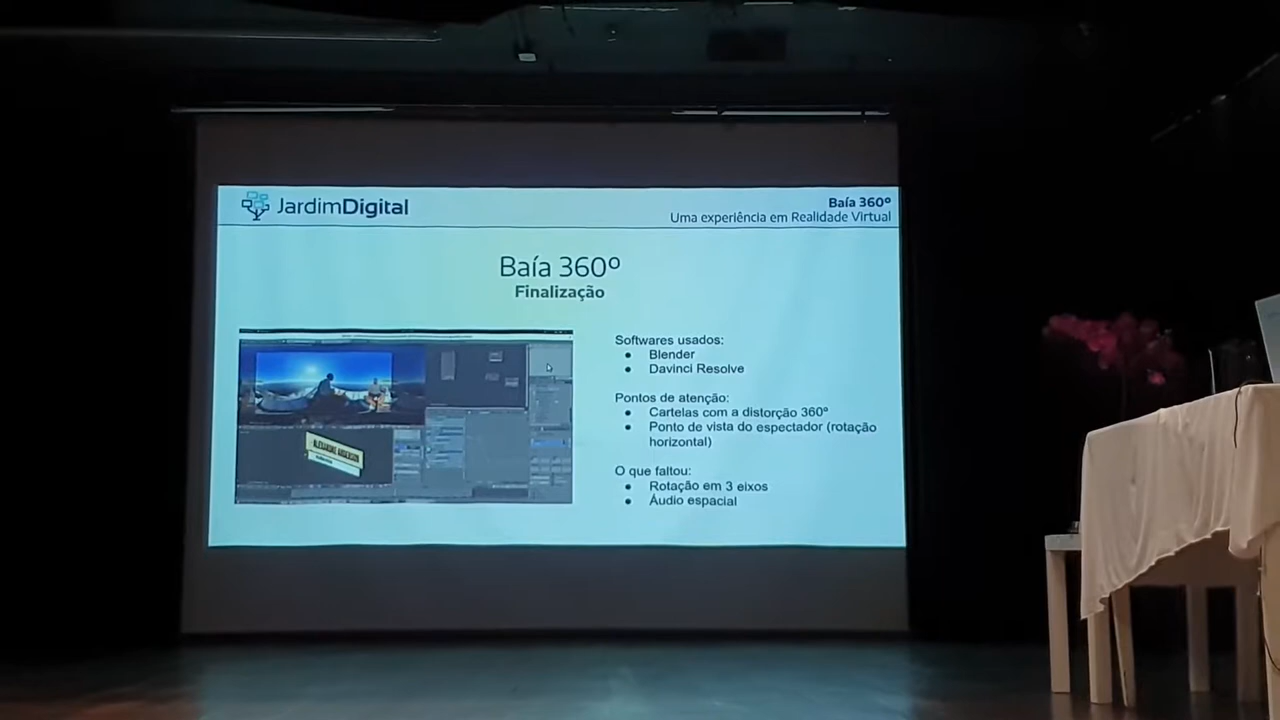 JardimDigital
Baía 360º
Uma experiência em Realidade Virtual
Baía 360º
Finalização
Softwares usados:
● Blender
● Davinci Resolve
Pontos de atenção:
● Cartelas com a distorção 360º
● Ponto de vista do espectador (rotação
horizontal)
O que faltou:
● Rotação em 3 eixos
● Áudio espacial